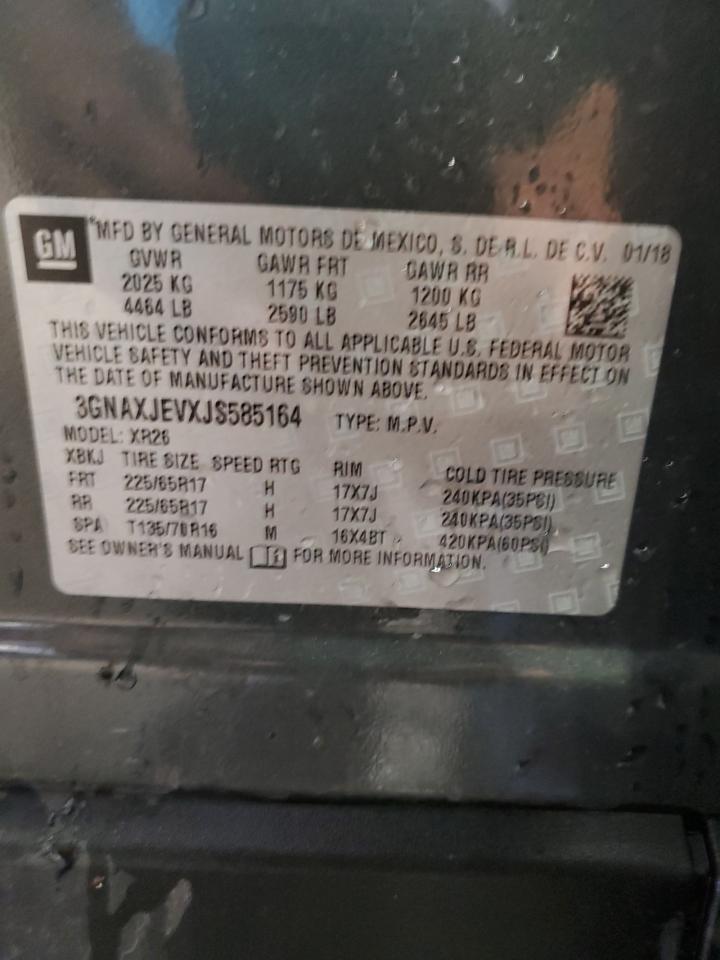 GM
*MFD BY GENERAL MOTORS DE MEXICO, S. DE R.L. DE C.V. 01/18
GVWR GAWR FRT GAWR RR
2025 KG 1175 KG 1200 KG
4464 LB 2590 LB 2645 LB
THIS VEHICLE CONFORMS TO ALL APPLICABLE U.S. FEDERAL MOTOR
VEHICLE SAFETY AND THEFT PREVENTION STANDARDS IN EFFECT ON
THE DATE OF MANUFACTURE SHOWN ABOVE.
3GNAXJEVXJS585164 TYPE: M.P.V.
MODEL: XR26
XBKJ TIRE SIZE SPEED RTG RIM COLD TIRE PRESSURE
FRT 225/65R17 H 17X7J 240KPA(35PSI)
RR 225/65R17 H 17X7J 240KPA(35PSI)
SPA T135/70R16 M 16X4BT 420KPA(60PSI)
SEE OWNER'S MANUAL FOR MORE INFORMATION.